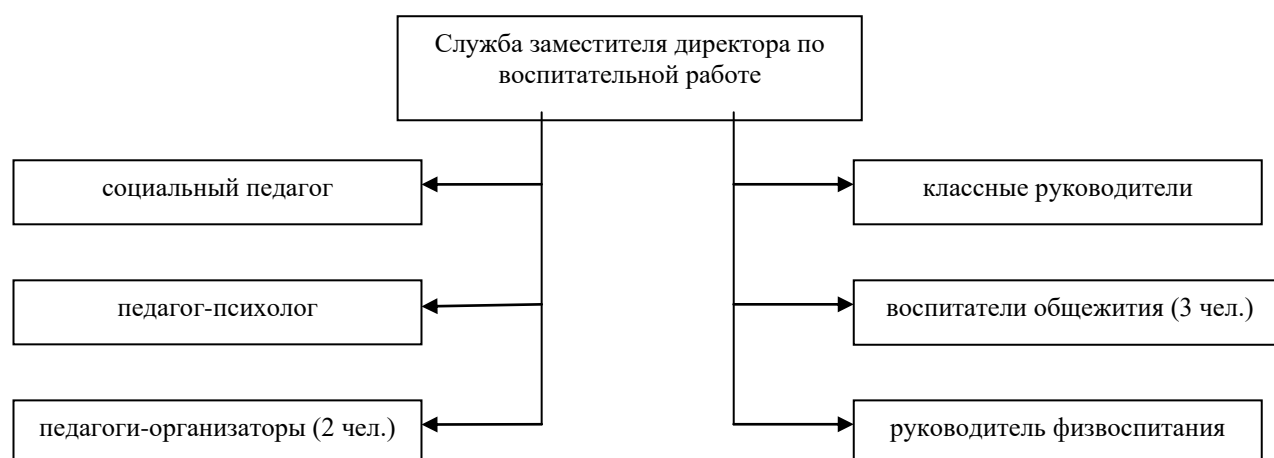 Служба заместителя директора по
воспитательной работе
социальный педагог
классные руководители
педагог-психолог
воспитатели общежития (3 чел.)
педагоги-организаторы (2 чел.)
руководитель физвоспитания